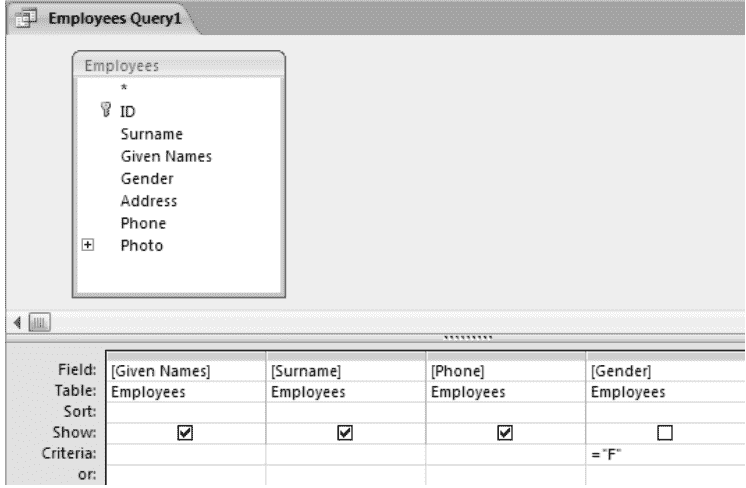 Employees Query1
Employees
*
ID
Surname
Given Names
Gender
Address
Phone
Photo
Field: [Given Names] [Surname] [Phone] [Gender]
Table: Employees Employees Employees Employees
Sort:
Show:
Criteria: ="F"
or: